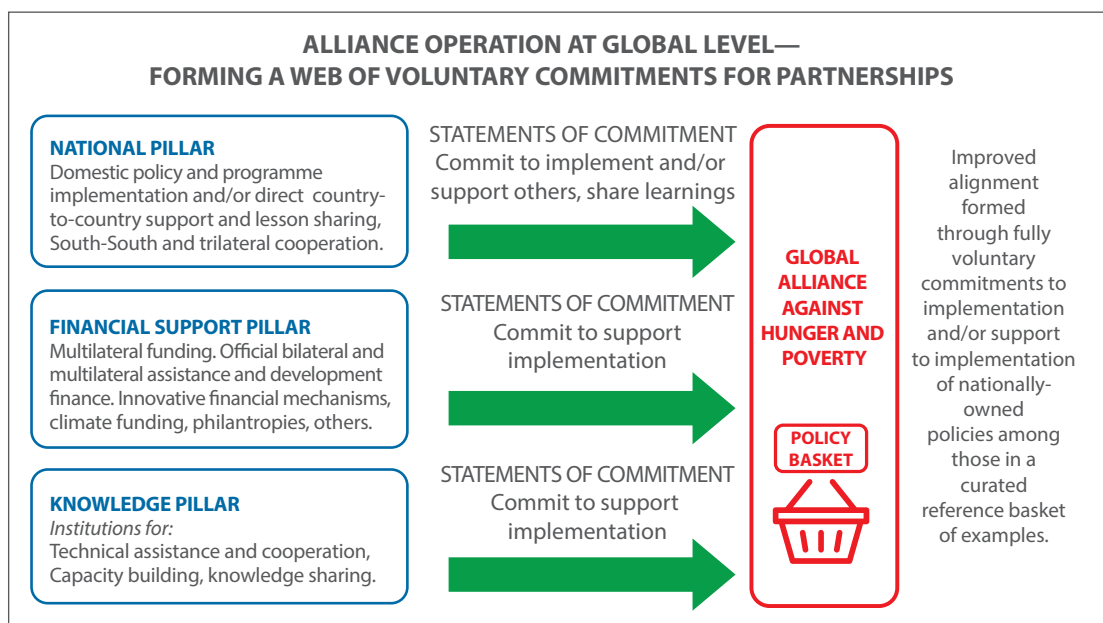 ALLIANCE OPERATION AT GLOBAL LEVEL—
FORMING A WEB OF VOLUNTARY COMMITMENTS FOR PARTNERSHIPS
NATIONAL PILLAR
Domestic policy and programme
implementation and/or direct country-
to-country support and lesson sharing,
South-South and trilateral cooperation.
STATEMENTS OF COMMITMENT
Commit to implement and/or
support others, share learnings
FINANCIAL SUPPORT PILLAR
Multilateral funding. Official bilateral and
multilateral assistance and development
finance. Innovative financial mechanisms,
climate funding, philantropies, others.
STATEMENTS OF COMMITMENT
Commit to support
implementation
KNOWLEDGE PILLAR
Institutions for:
Technical assistance and cooperation,
Capacity building, knowledge sharing.
STATEMENTS OF COMMITMENT
Commit to support
implementation
GLOBAL
ALLIANCE
AGAINST
HUNGER AND
POVERTY
POLICY
BASKET
Improved
alignment
formed
through fully
voluntary
commitments to
implementation
and/or support
to implementation
of nationally-
owned
policies among
those in a
curated
reference basket
of examples.